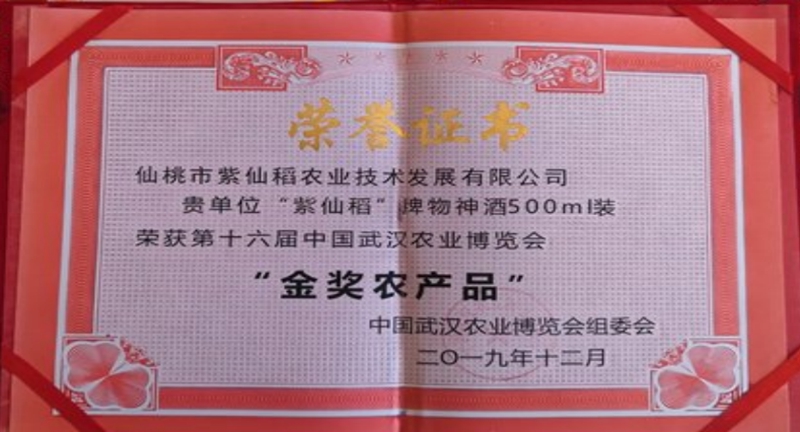 荣誉证书
仙桃市紫仙稻农业技术发展有限公司
贵单位“紫仙稻”牌物神酒500ml装
荣获第十六届中国武汉农业博览会
“金奖农产品”
中国武汉农业博览会组委会
二〇一九年十二月